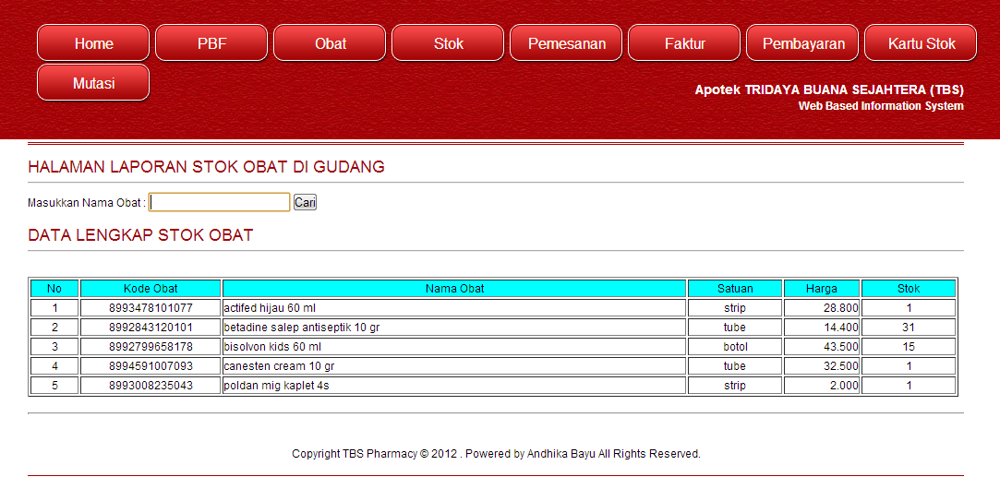 Home PBF Obat Stok Pemesanan Faktur Pembayaran Kartu Stok
Mutasi
Apotek TRIDAYA BUANA SEJAHTERA (TBS)
Web Based Information System
HALAMAN LAPORAN STOK OBAT DI GUDANG
Masukkan Nama Obat : Cari
DATA LENGKAP STOK OBAT
No Kode Obat Nama Obat Satuan Harga Stok
1 8993478101077 actifed hijau 60 ml strip 28.800 1
2 8992843120101 betadine salep antiseptik 10 gr tube 14.400 31
3 8992799658178 bisolvon kids 60 ml botol 43.500 15
4 8994591007093 canesten cream 10 gr tube 32.500 1
5 8993008235043 poldan mig kaplet 4s strip 2.000 1
Copyright TBS Pharmacy © 2012 . Powered by Andhika Bayu All Rights Reserved.